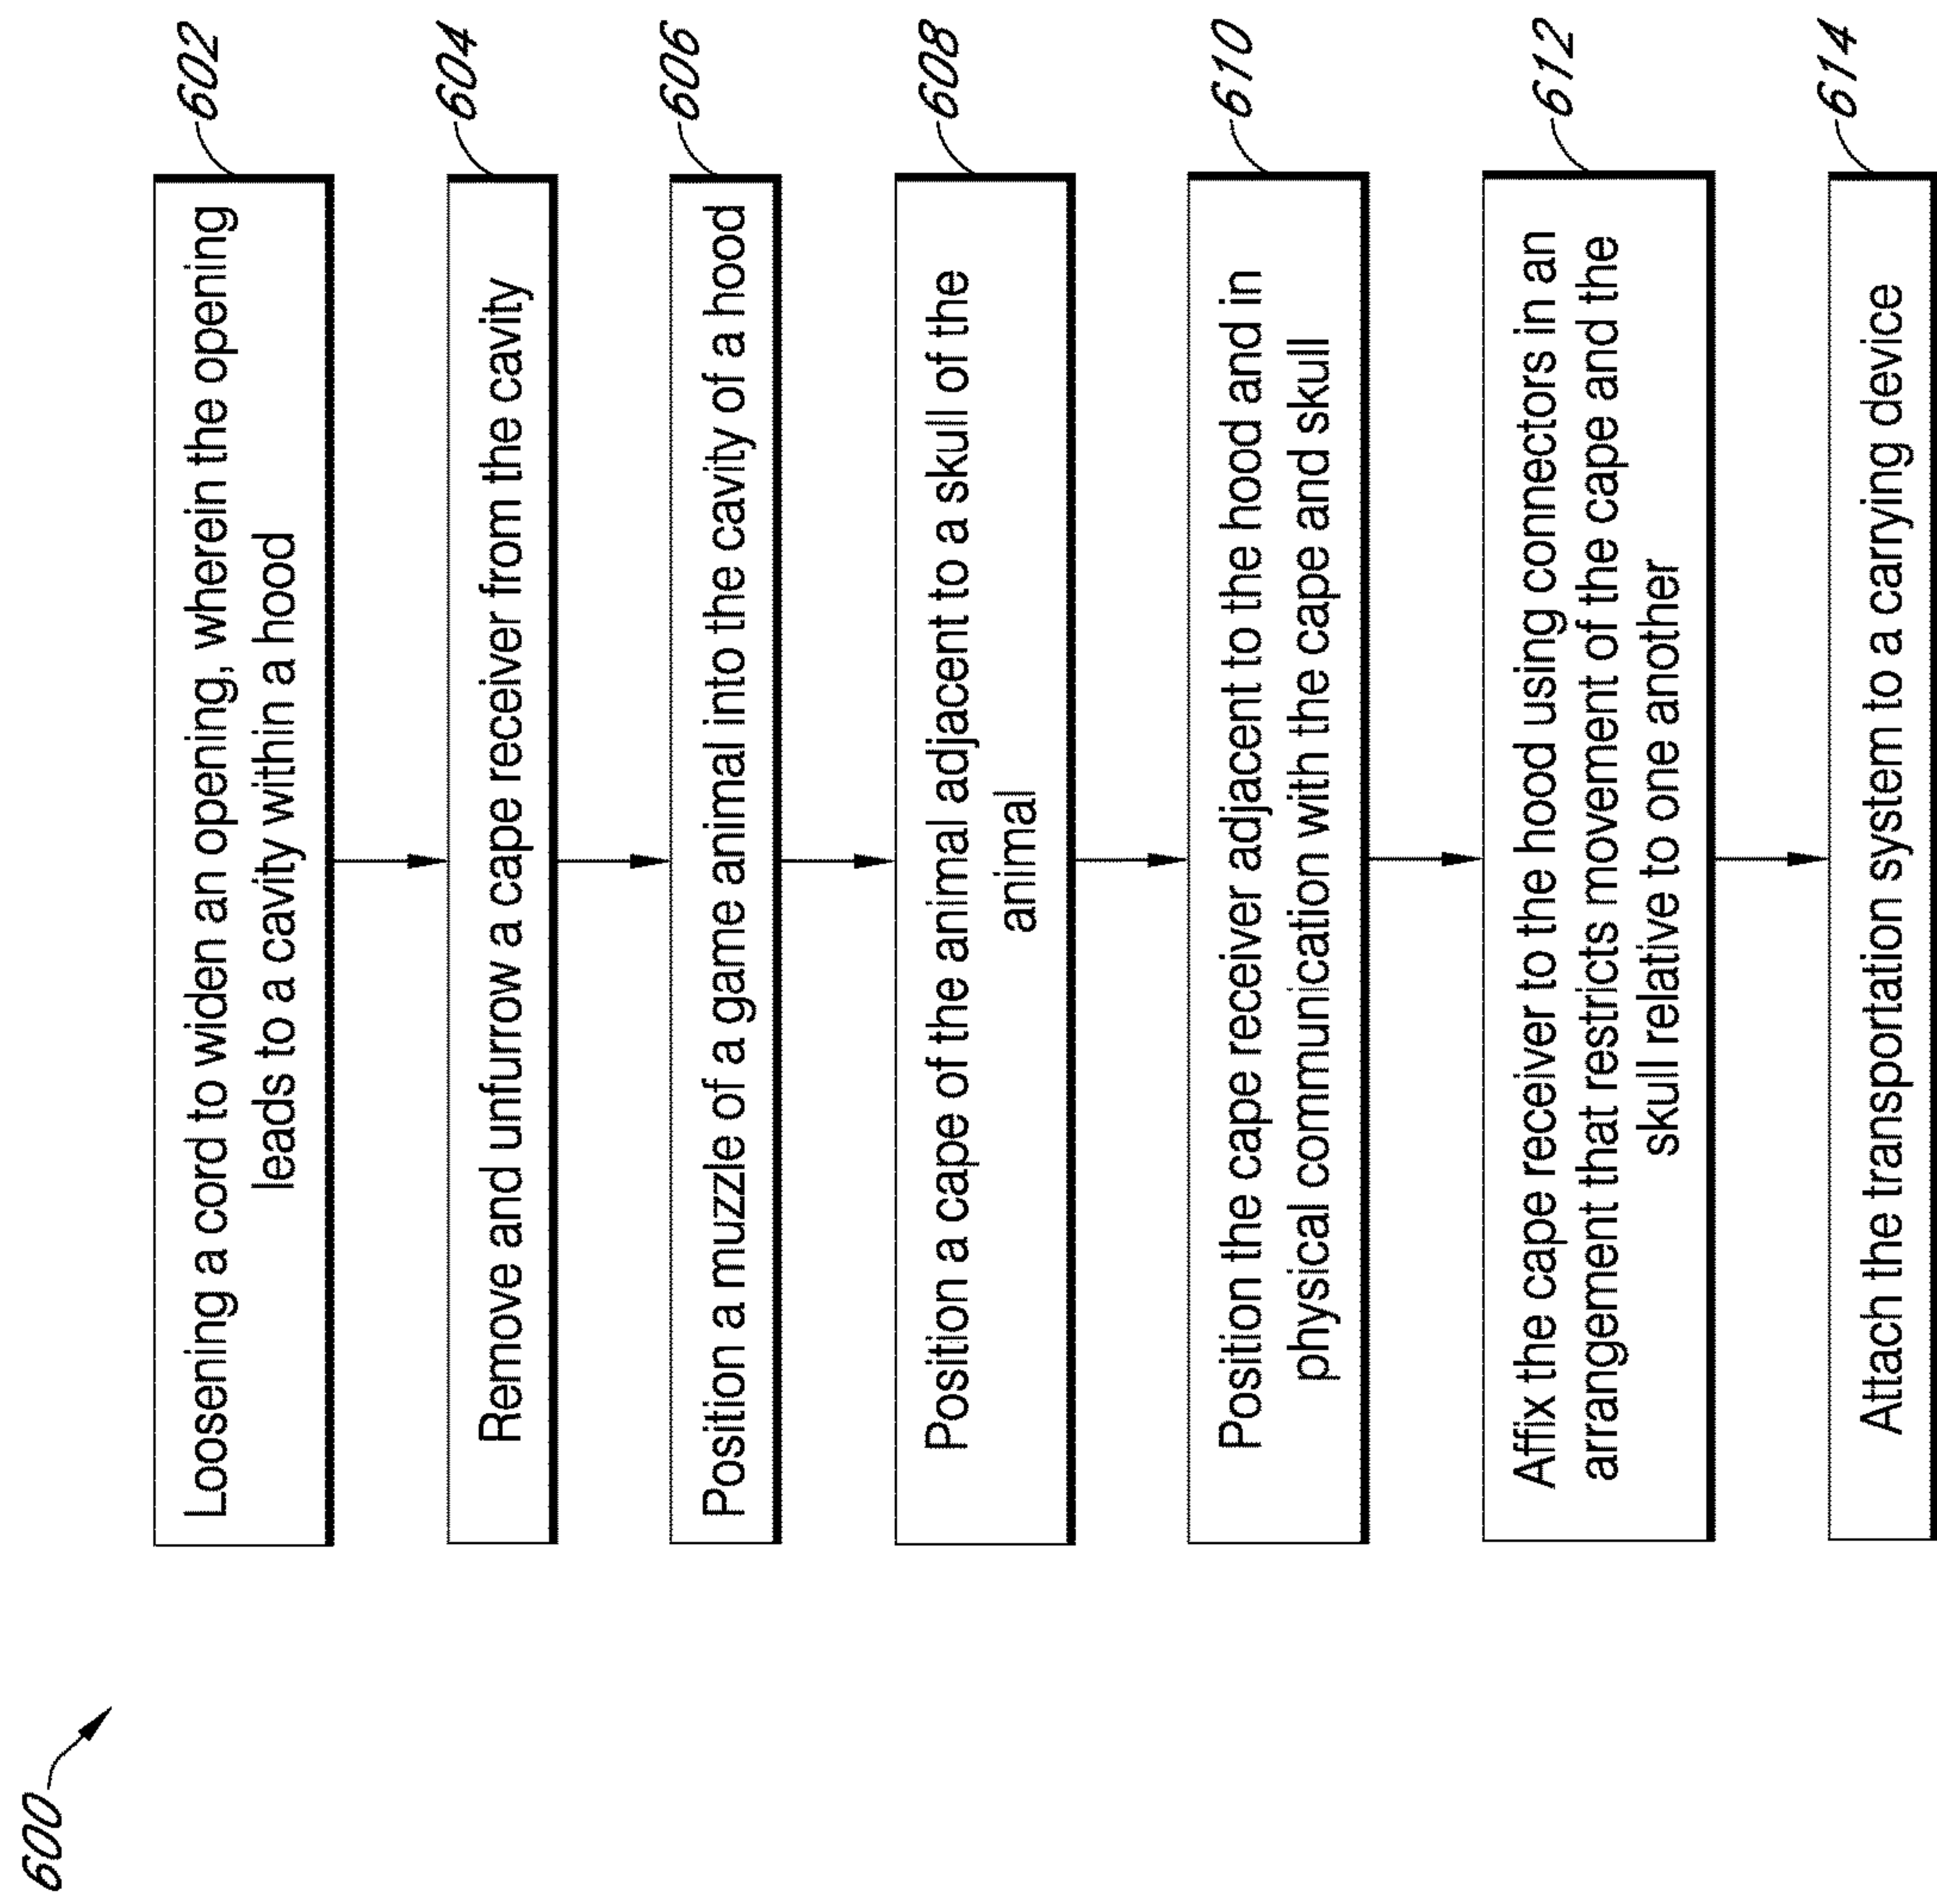 600
602
Loosening a cord to widen an opening, wherein the opening
leads to a cavity within a hood
604
Remove and unfurrow a cape receiver from the cavity
606
Position a muzzle of a game animal into the cavity of a hood
608
Position a cape of the animal adjacent to a skull of the
animal
610
Position the cape receiver adjacent to the hood and in
physical communication with the cape and skull
612
Affix the cape receiver to the hood using connectors in an
arrangement that restricts movement of the cape and the
skull relative to one another
614
Attach the transportation system to a carrying device